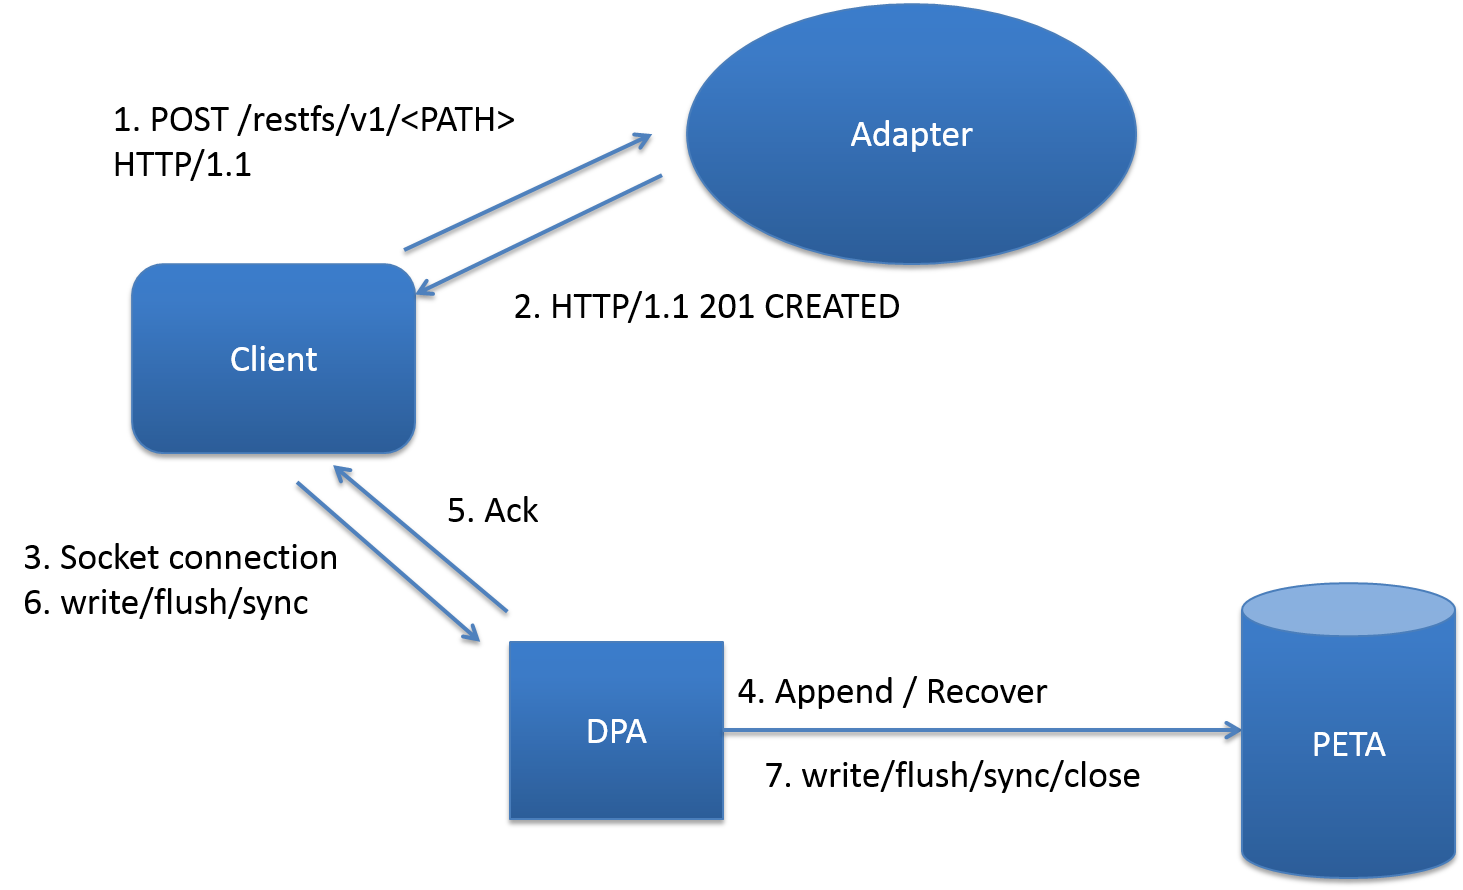 1. POST /restfs/v1/<PATH>
HTTP/1.1
Adapter
2. HTTP/1.1 201 CREATED
Client
5. Ack
3. Socket connection
6. write/flush/sync
4. Append / Recover
DPA
PETA
7. write/flush/sync/close